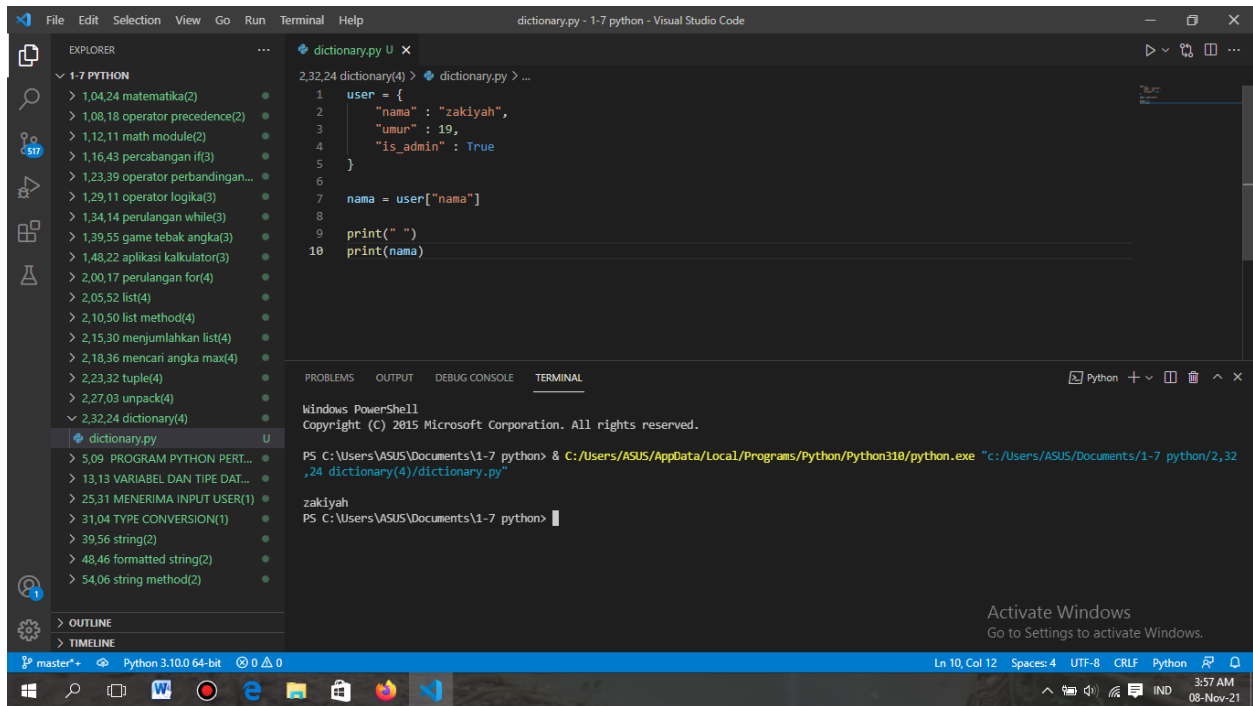 File Edit Selection View Go Run Terminal Help
dictionary.py - 1-7 python - Visual Studio Code
EXPLORER
1-7 PYTHON
1,04,24 matematika(2)
1,08,18 operator precedence(2)
1,12,11 math module(2)
1,16,43 percabangan if(3)
1,23,39 operator perbandingan...
1,29,11 operator logika(3)
1,34,14 perulangan while(3)
1,39,55 game tebak angka(3)
1,48,22 aplikasi kalkulator(3)
2,00,17 perulangan for(4)
2,05,52 list(4)
2,10,50 list method(4)
2,15,30 menjumlahkan list(4)
2,18,36 mencari angka max(4)
2,23,32 tuple(4)
2,27,03 unpack(4)
2,32,24 dictionary(4)
dictionary.py U
5,09 PROGRAM PYTHON PERT...
13,13 VARIABEL DAN TIPE DAT...
25,31 MENERIMA INPUT USER(1)
31,04 TYPE CONVERSION(1)
39,56 string(2)
48,46 formatted string(2)
54,06 string method(2)
OUTLINE
TIMELINE
517
1
dictionary.py U
2,32,24 dictionary(4) > dictionary.py > ...
1 user = {
2 "nama" : "zakiyah",
3 "umur" : 19,
4 "is_admin" : True
5 }
6
7 nama = user["nama"]
8
9 print(" ")
10 print(nama)
PROBLEMS OUTPUT DEBUG CONSOLE TERMINAL
Python
Windows PowerShell
Copyright (C) 2015 Microsoft Corporation. All rights reserved.
PS C:\Users\ASUS\Documents\1-7 python> & C:/Users/ASUS/AppData/Local/Programs/Python/Python310/python.exe "c:/Users/ASUS/Documents/1-7 python/2,32
,24 dictionary(4)/dictionary.py"
zakiyah
PS C:\Users\ASUS\Documents\1-7 python>
Activate Windows
Go to Settings to activate Windows.
master*+ Python 3.10.0 64-bit 0 0
Ln 10, Col 12 Spaces: 4 UTF-8 CRLF Python
IND
3:57 AM
08-Nov-21